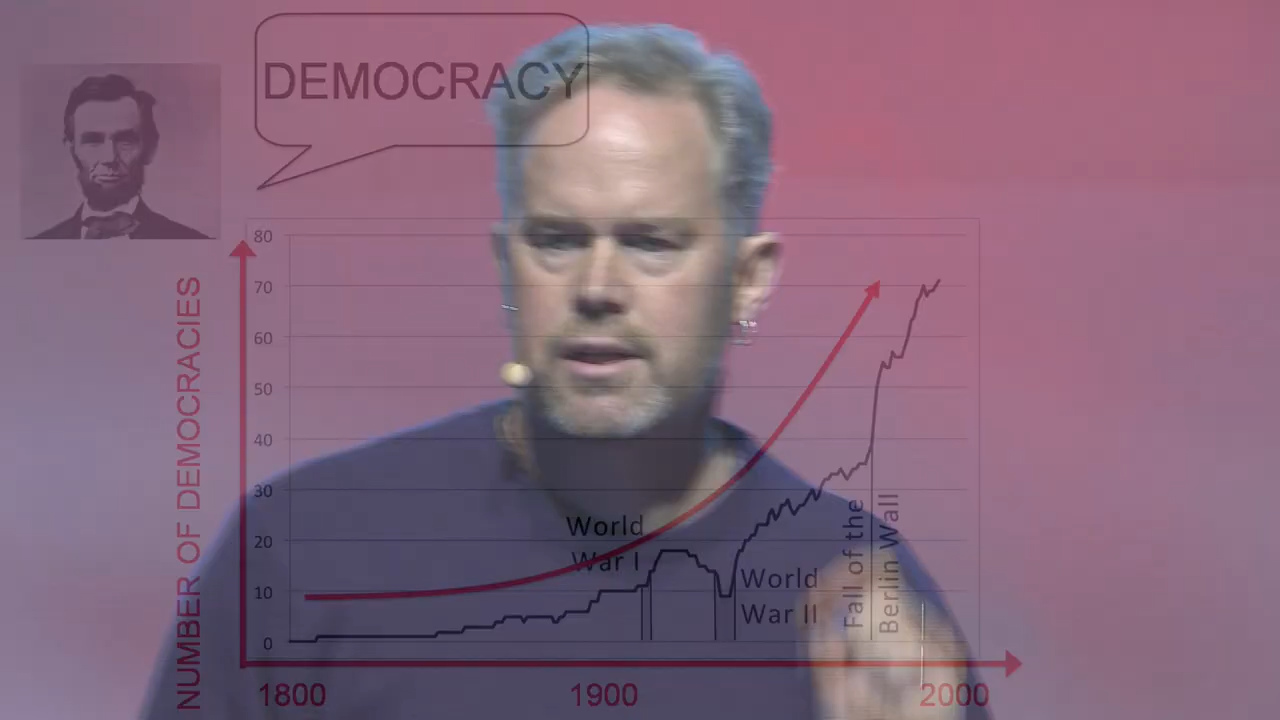 DEMOCRACY
NUMBER OF DEMOCRACIES
80
70
60
50
40
30
20
10
0
World
War I
World
War II
Fall of the
Berlin Wall
1800
1900
2000